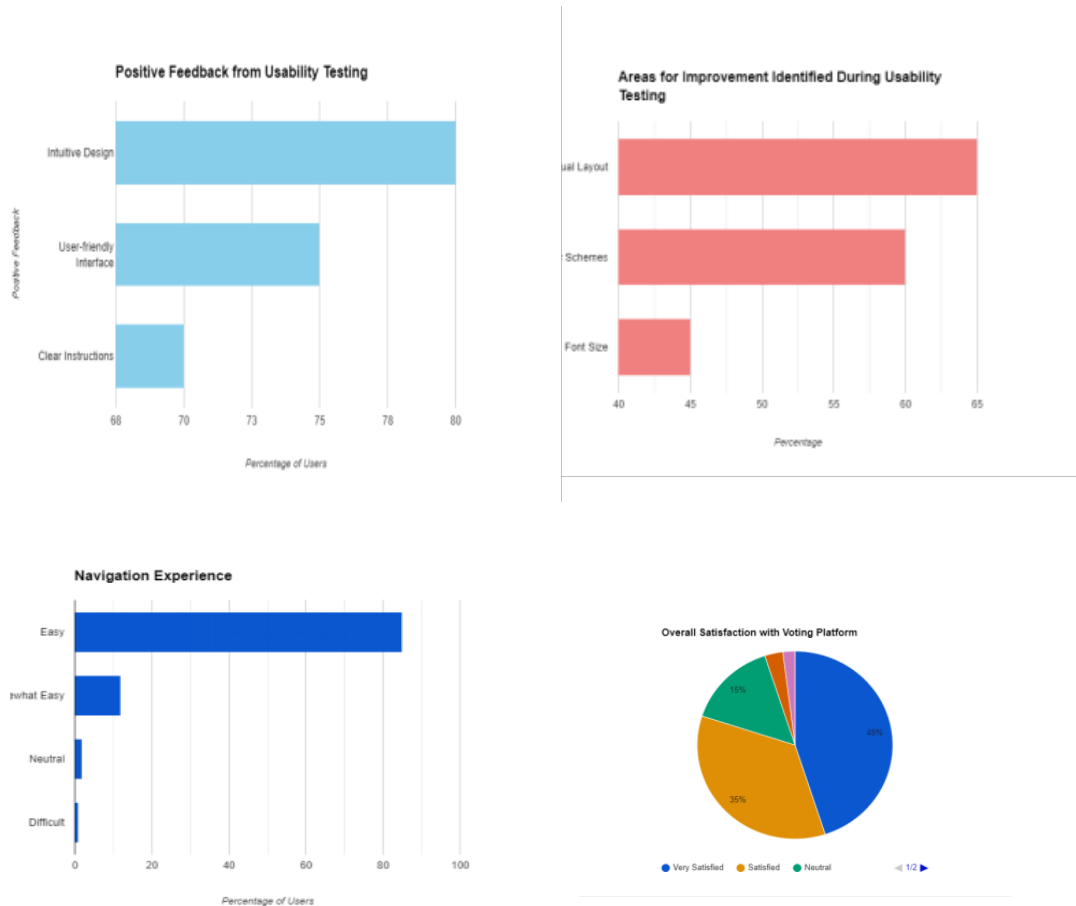 Positive Feedback from Usability Testing
Positive Feedback
Intuitive Design
User-friendly
Interface
Clear Instructions
68 70 73 75 78 80
Percentage of Users
Areas for Improvement Identified During Usability
Testing
ual Layout
Schemes
Font Size
40 45 50 55 60 65
Percentage
Navigation Experience
Easy
what Easy
Neutral
Difficult
0 20 40 60 80 100
Percentage of Users
Overall Satisfaction with Voting Platform
15%
35%
Very Satisfied Satisfied Neutral 1/2